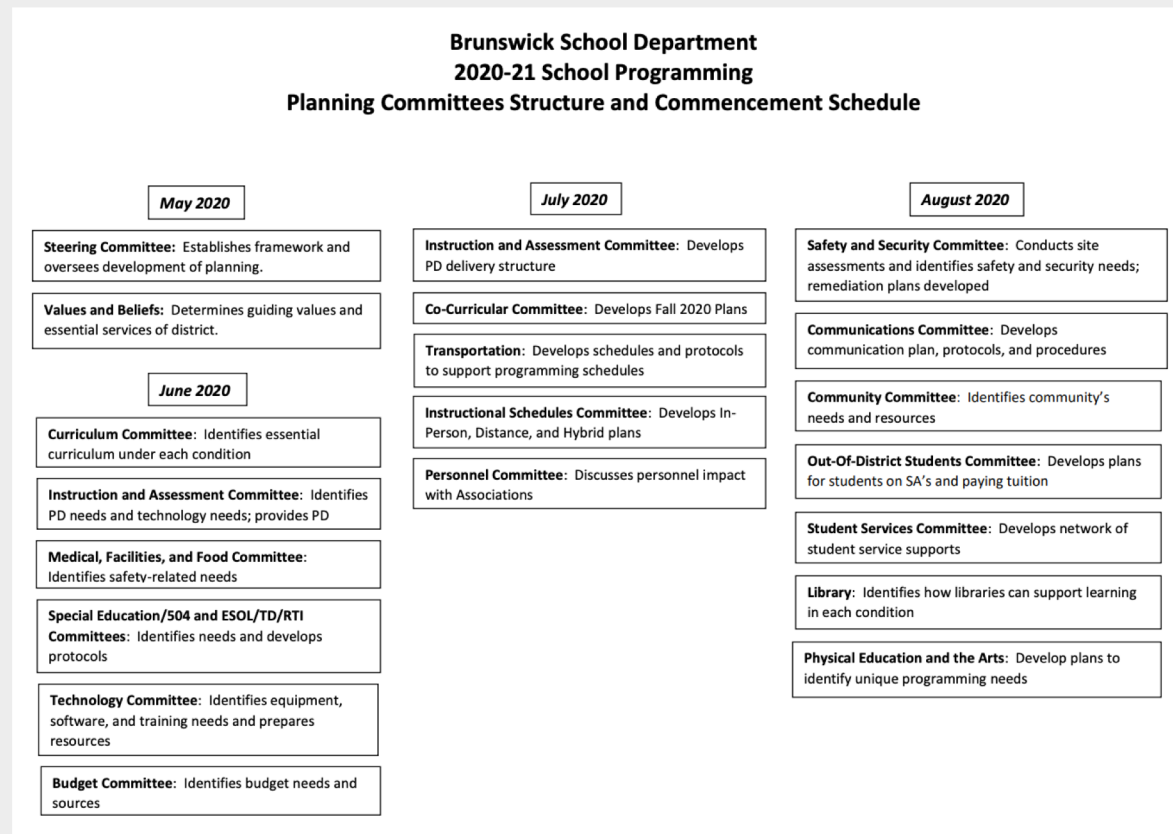 Brunswick School Department
2020-21 School Programming
Planning Committees Structure and Commencement Schedule
May 2020
Steering Committee: Establishes framework and
oversees development of planning.
Values and Beliefs: Determines guiding values and
essential services of district.
June 2020
Curriculum Committee: Identifies essential
curriculum under each condition
Instruction and Assessment Committee: Identifies
PD needs and technology needs; provides PD
Medical, Facilities, and Food Committee:
Identifies safety-related needs
Special Education/504 and ESOL/TD/RTI
Committees: Identifies needs and develops
protocols
Technology Committee: Identifies equipment,
software, and training needs and prepares
resources
Budget Committee: Identifies budget needs and
sources
July 2020
Instruction and Assessment Committee: Develops
PD delivery structure
Co-Curricular Committee: Develops Fall 2020 Plans
Transportation: Develops schedules and protocols
to support programming schedules
Instructional Schedules Committee: Develops In-
Person, Distance, and Hybrid plans
Personnel Committee: Discusses personnel impact
with Associations
August 2020
Safety and Security Committee: Conducts site
assessments and identifies safety and security needs;
remediation plans developed
Communications Committee: Develops
communication plan, protocols, and procedures
Community Committee: Identifies community's
needs and resources
Out-Of-District Students Committee: Develops plans
for students on SA's and paying tuition
Student Services Committee: Develops network of
student service supports
Library: Identifies how libraries can support learning
in each condition
Physical Education and the Arts: Develop plans to
identify unique programming needs